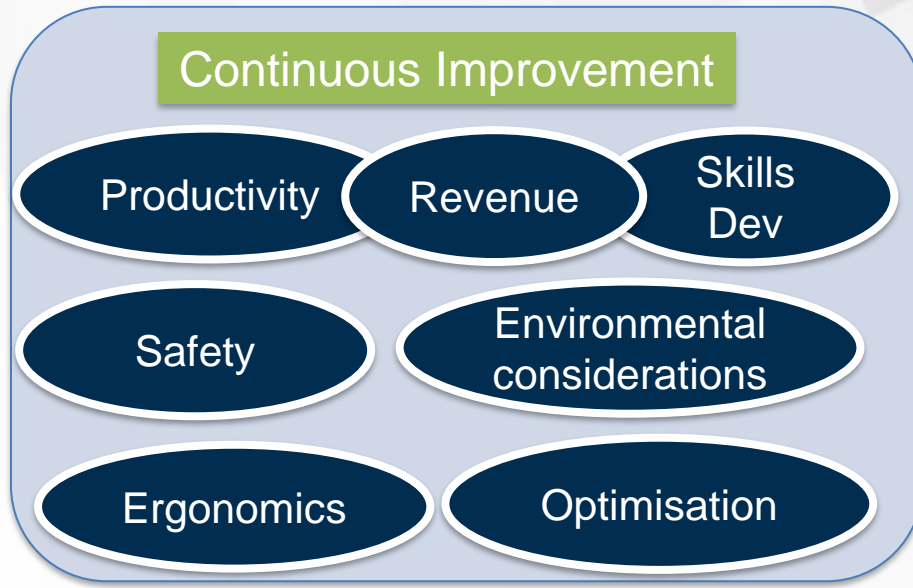 Continuous Improvement
Productivity
Revenue
Skills
Dev
Safety
Environmental
considerations
Ergonomics
Optimisation